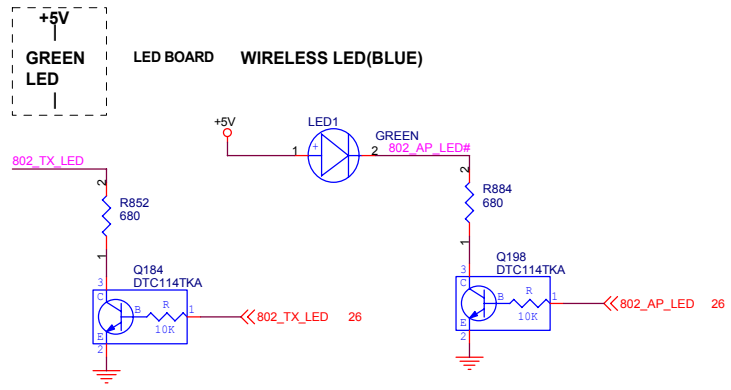 +5V
GREEN
LED
LED BOARD WIRELESS LED(BLUE)
+5V
LED1
1
+
2
GREEN
802_AP_LED#
802_TX_LED
2
R852
680
1
2
R884
680
1
Q184
DTC114TKA
3
C
B
R
10K
1
E
2
802_TX_LED 26
Q198
DTC114TKA
3
C
B
R
10K
1
E
2
802_AP_LED 26